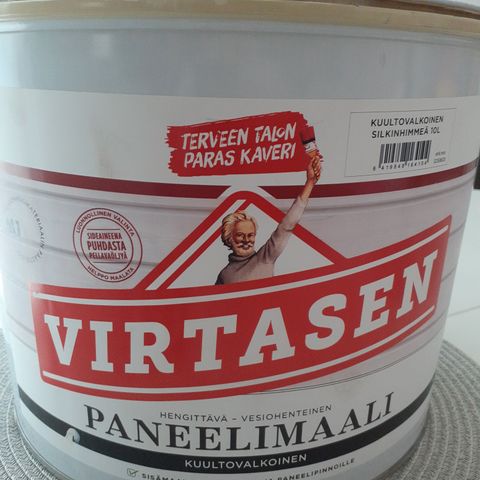 TERVEEN TALON
PARAS KAVERI
KUULTOVALKOINEN
SILKINHIMMEÄ 10L
LUONNOLLINEN VALINTA
SIDEAINEENA
PUHDASTA
PELLAVAÖLJYÄ
HELPPO MAALATA
VIRTASEN
HENGITTÄVÄ – VESIOHENTEINEN
PANEELIMAALI
KUULTOVALKOINEN
PANEELIPINNOILLE